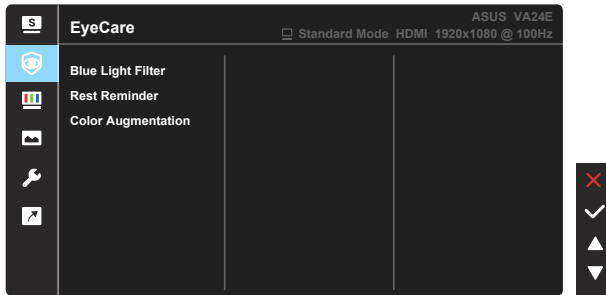 S
EyeCare
ASUS VA24E
Standard Mode HDMI 1920x1080 @ 100Hz
Blue Light Filter
Rest Reminder
Color Augmentation